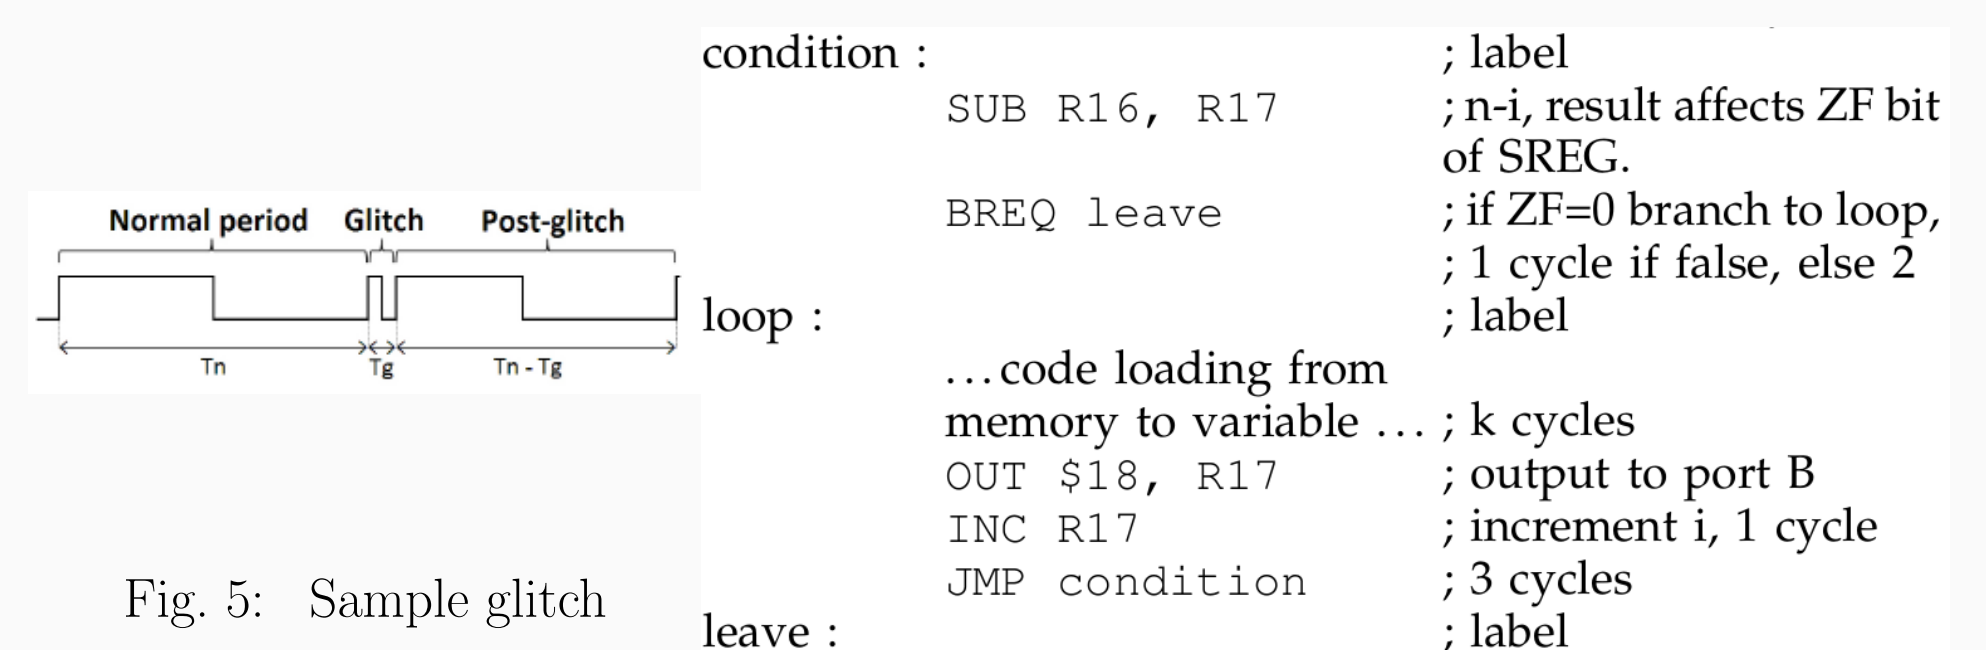 Normal period Glitch Post-glitch
Tn Tg Tn - Tg
Fig. 5: Sample glitch
condition : ; label
SUB R16, R17 ; n-i, result affects ZF bit
of SREG.
BREQ leave ; if ZF=0 branch to loop,
; 1 cycle if false, else 2
loop : ; label
...code loading from
memory to variable ... ; k cycles
OUT $18, R17 ; output to port B
INC R17 ; increment i, 1 cycle
JMP condition ; 3 cycles
leave : ; label